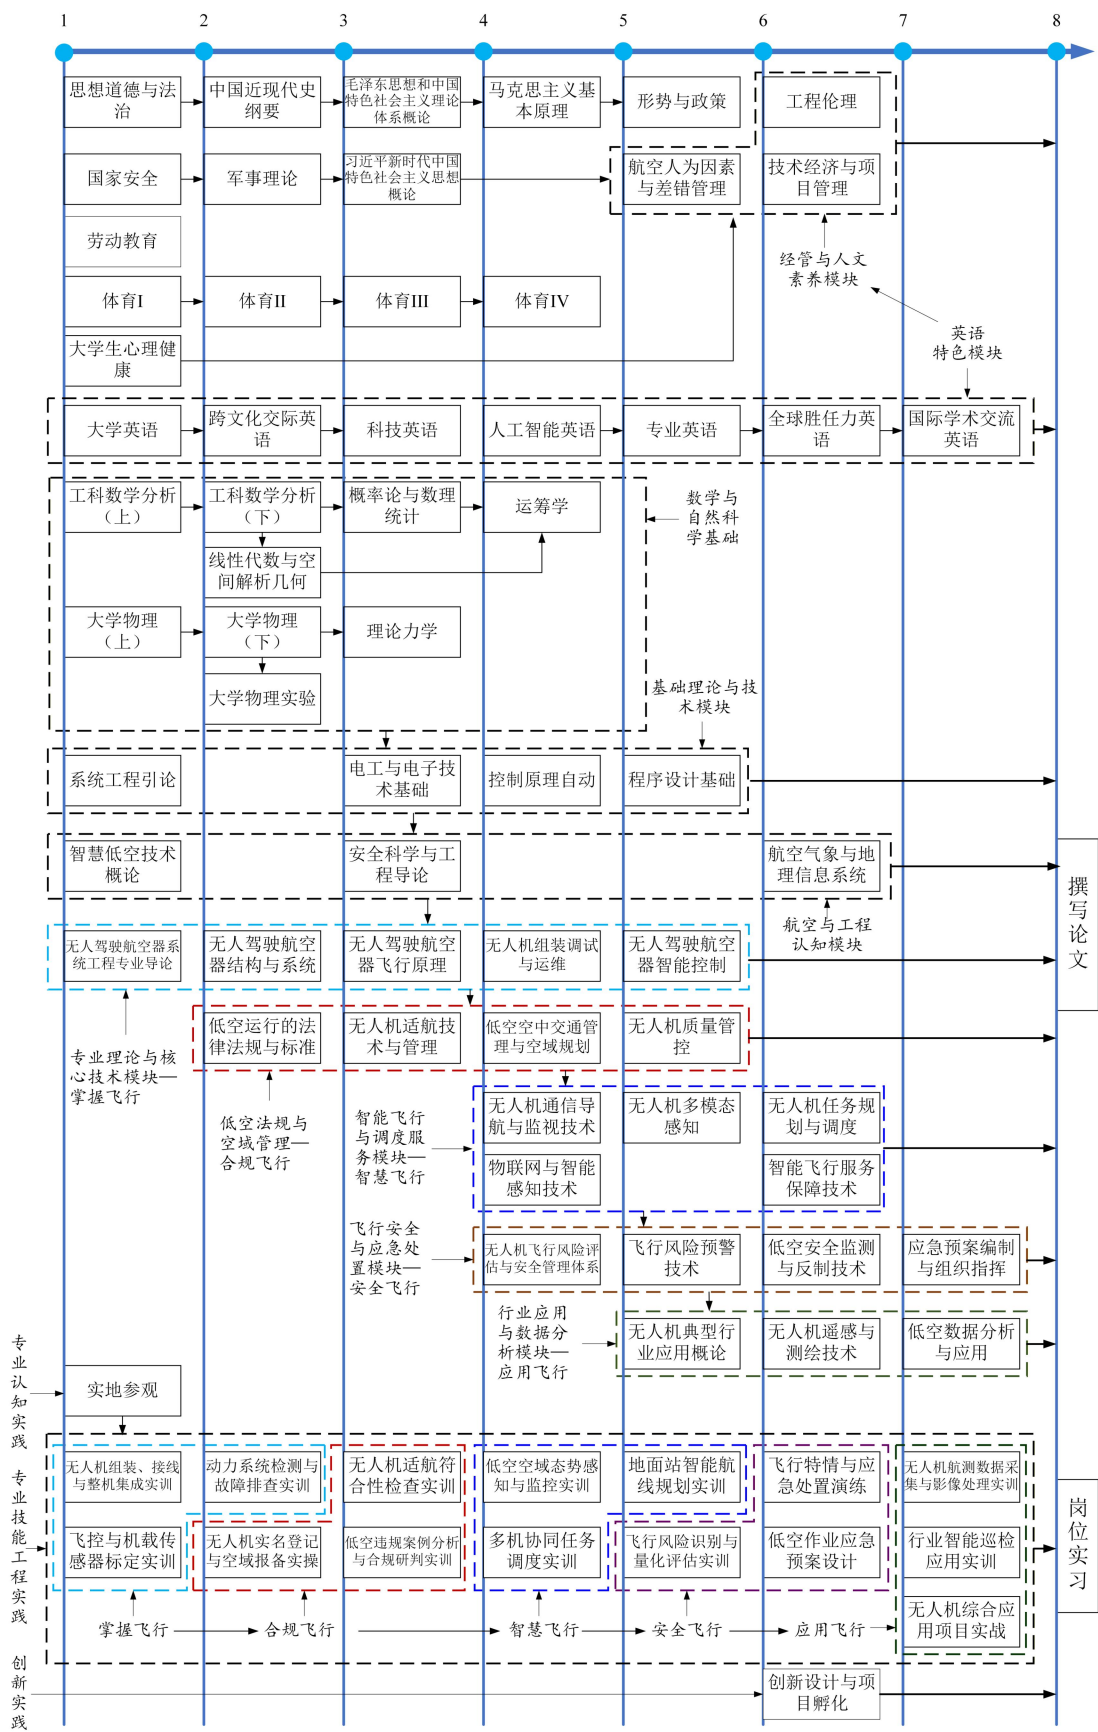 1 2 3 4 5 6 7 8
思想道德与法
治
中国近现代史
纲要
毛泽东思想和中国
特色社会主义理论
体系概论
马克思主义基
本原理
形势与政策
工程伦理
国家安全
军事理论
习近平新时代中国
特色社会主义思想
概论
航空人为因素
与差错管理
技术经济与项
目管理
劳动教育
经管与人文
素养模块
体育I
体育II
体育III
体育IV
英语
特色模块
大学生心理健
康
大学英语
跨文化交际英
语
科技英语
人工智能英语
专业英语
全球胜任力英
语
国际学术交流
英语
工科数学分析
（上）
工科数学分析
（下）
概率论与数理
统计
运筹学
数学与
自然科
学基础
线性代数与空
间解析几何
大学物理
（上）
大学物理
（下）
理论力学
大学物理实验
基础理论与技
术模块
系统工程引论
电工与电子技
术基础
控制原理自动
程序设计基础
智慧低空技术
概论
安全科学与工
程导论
航空气象与地
理信息系统
撰写论文
航空与工程
认知模块
无人驾驶航空器系
统工程专业导论
无人驾驶航空
器结构与系统
无人驾驶航空
器飞行原理
无人机组装调试
与运维
无人驾驶航空
器智能控制
专业理论与核
心技术模块—
掌握飞行
低空运行的法
律法规与标准
无人机适航技
术与管理
低空空中交通管
理与空域规划
无人机质量管
控
低空法规与
空域管理—
合规飞行
智能飞行
与调度服
务模块—
智慧飞行
无人机通信导
航与监视技术
无人机多模态
感知
无人机任务规
划与调度
物联网与智能
感知技术
智能飞行服务
保障技术
飞行安全
与应急处
置模块—
安全飞行
无人机飞行风险评
估与安全管理体系
飞行风险预警
技术
低空安全监测
与反制技术
应急预案编制
与组织指挥
行业应用
与数据分
析模块—
应用飞行
无人机典型行
业应用概论
无人机遥感与
测绘技术
低空数据分析
与应用
专业认知实践
实地参观
专业技能工程实践
无人机组装、接线
与整机集成实训
动力系统检测与
故障排查实训
无人机适航符
合性检查实训
低空空域态势感
知与监控实训
地面站智能航
线规划实训
飞行特情与应
急处置演练
无人机航测数据采
集与影像处理实训
岗位实习
飞控与机载传
感器标定实训
无人机实名登记
与空域报备实操
低空违规案例分析
与合规研判实训
多机协同任务
调度实训
飞行风险识别与
量化评估实训
低空作业应急
预案设计
行业智能巡检
应用实训
无人机综合应
用项目实战
掌握飞行
合规飞行
智慧飞行
安全飞行
应用飞行
创新实践
创新设计与项
目孵化